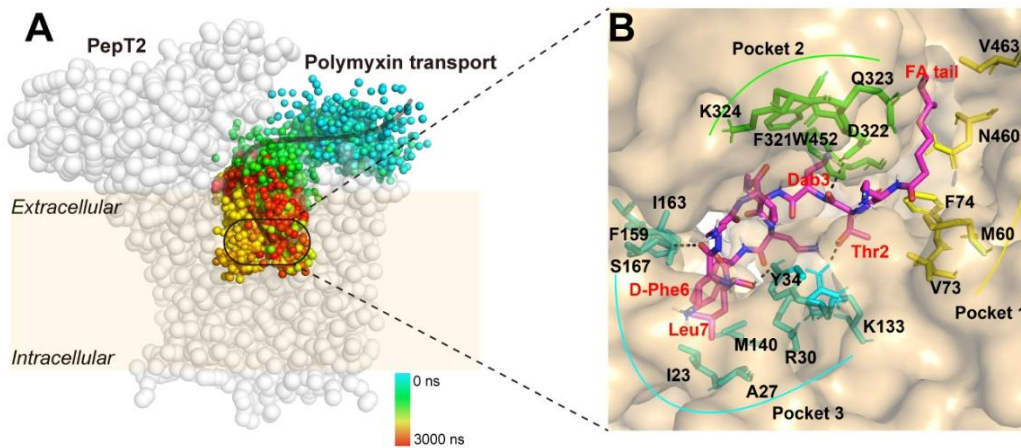 A
PepT2
Polymyxin transport
Extracellular
Intracellular
0 ns
3000 ns
B
Pocket 2
V463
FA tail
Q323
K324
D322
F321 W452
N460
Dab3
I163
F74
F159
M60
S167
Thr2
Y34
V73
D-Phe6
Pocket 1
Leu7
K133
M140
R30
I23
A27
Pocket 3